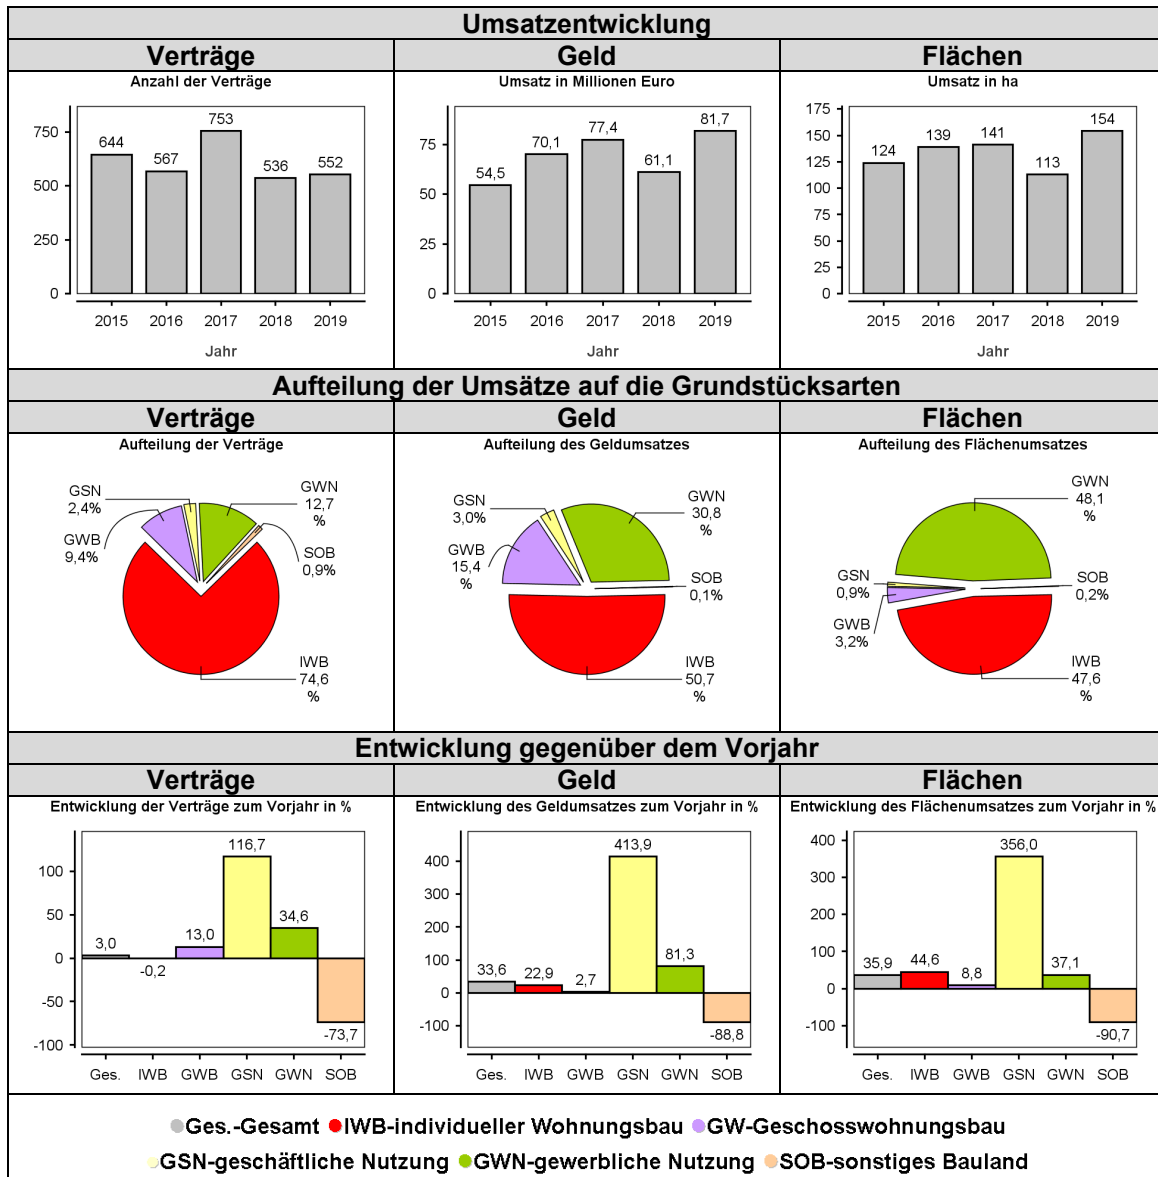 Umsatzentwicklung
Verträge
Geld
Flächen
Anzahl der Verträge
Umsatz in Millionen Euro
Umsatz in ha
750
500
250
0
644
567
753
536
552
2015 2016 2017 2018 2019
Jahr
75
50
25
0
54,5
70,1
77,4
61,1
81,7
2015 2016 2017 2018 2019
Jahr
175
150
125
100
75
50
25
0
124
139
141
113
154
2015 2016 2017 2018 2019
Jahr
Aufteilung der Umsätze auf die Grundstücksarten
Verträge
Geld
Flächen
Aufteilung der Verträge
Aufteilung des Geldumsatzes
Aufteilung des Flächenumsatzes
GSN
2,4%
GWB
9,4%
GWN
12,7
%
SOB
0,9%
IWB
74,6
%
GSN
3,0%
GWB
15,4
%
GWN
30,8
%
SOB
0,1%
IWB
50,7
%
GWN
48,1
%
GSN
0,9%
GWB
3,2%
SOB
0,2%
IWB
47,6
%
Entwicklung gegenüber dem Vorjahr
Verträge
Geld
Flächen
Entwicklung der Verträge zum Vorjahr in %
Entwicklung des Geldumsatzes zum Vorjahr in %
Entwicklung des Flächenumsatzes zum Vorjahr in %
100
50
0
-50
-100
3,0
-0,2
13,0
116,7
34,6
-73,7
Ges. IWB GWB GSN GWN SOB
400
300
200
100
0
-100
33,6
22,9
2,7
413,9
81,3
-88,8
Ges. IWB GWB GSN GWN SOB
400
300
200
100
0
-100
35,9
44,6
8,8
356,0
37,1
-90,7
Ges. IWB GWB GSN GWN SOB
Ges.-Gesamt IWB-individueller Wohnungsbau GW-Geschosswohnungsbau
GSN-geschäftliche Nutzung GWN-gewerbliche Nutzung SOB-sonstiges Bauland